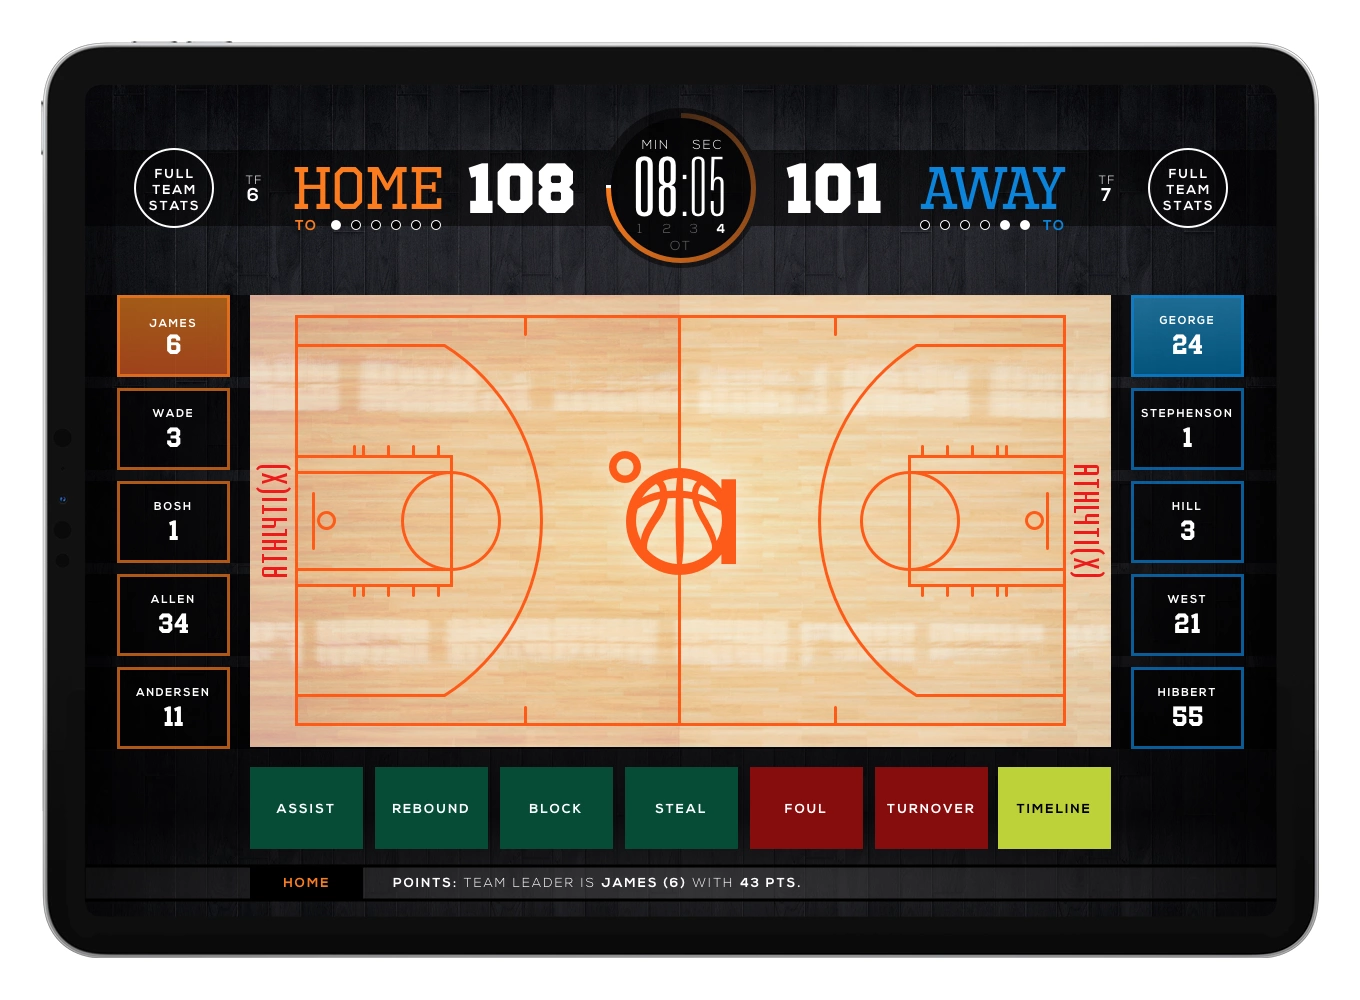 MIN SEC
FULL
TEAM
STATS
TF
6
HOME 108
08:05
101 AWAY
TF
7
FULL
TEAM
STATS
TO
1 2 3 4
OT
TO
JAMES
6
WADE
3
BOSH
1
ALLEN
34
ANDERSEN
11
ATHLYTI(X)
a
ATHLYTI(X)
GEORGE
24
STEPHENSON
1
HILL
3
WEST
21
HIBBERT
55
ASSIST REBOUND BLOCK STEAL FOUL TURNOVER TIMELINE
HOME POINTS: TEAM LEADER IS JAMES (6) WITH 43 PTS.